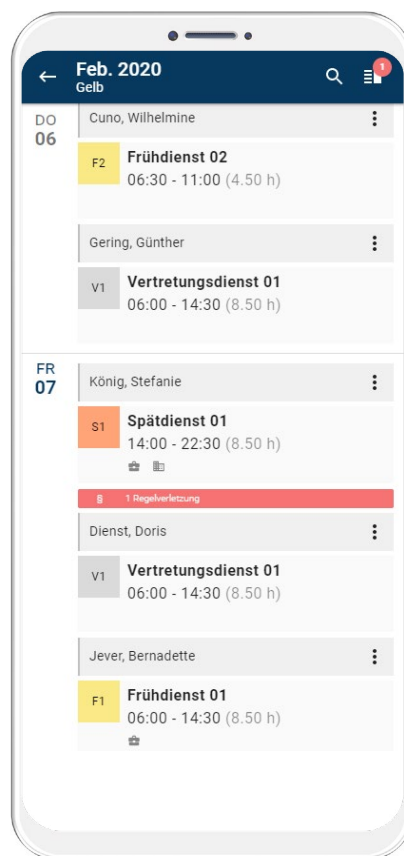 Feb. 2020
Gelb
1
DO
06
Cuno, Wilhelmine
F2
Frühdienst 02
06:30 - 11:00 (4.50 h)
Gering, Günther
V1
Vertretungsdienst 01
06:00 - 14:30 (8.50 h)
FR
07
König, Stefanie
S1
Spätdienst 01
14:00 - 22:30 (8.50 h)
§ 1 Regelverletzung
Dienst, Doris
V1
Vertretungsdienst 01
06:00 - 14:30 (8.50 h)
Jever, Bernadette
F1
Frühdienst 01
06:00 - 14:30 (8.50 h)